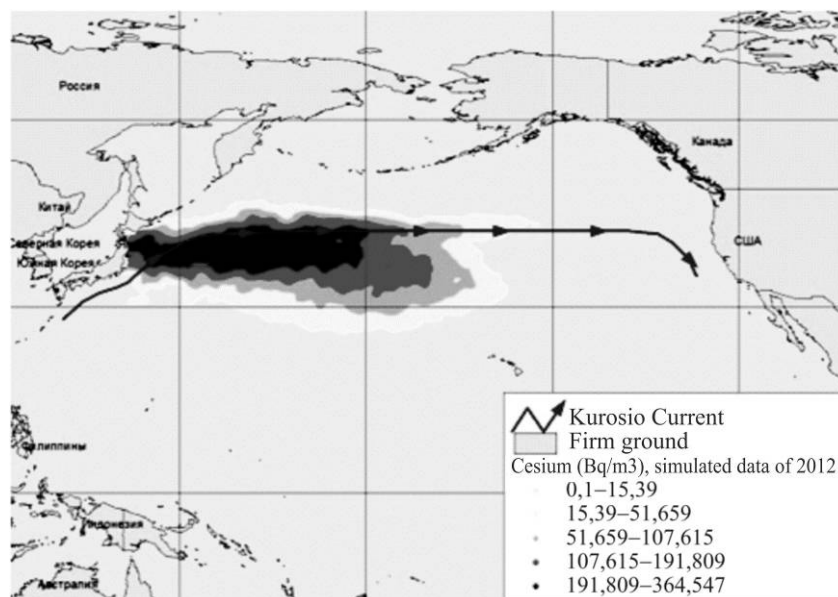 Россия
Канада
Китай
Северная Корея
США
Южная Корея
Kurosio Current
Firm ground
Филиппины
Cesium (Bq/m3), simulated data of 2012
0,1–15,39
15,39–51,659
Индонезия
51,659–107,615
107,615–191,809
Австралия
191,809–364,547